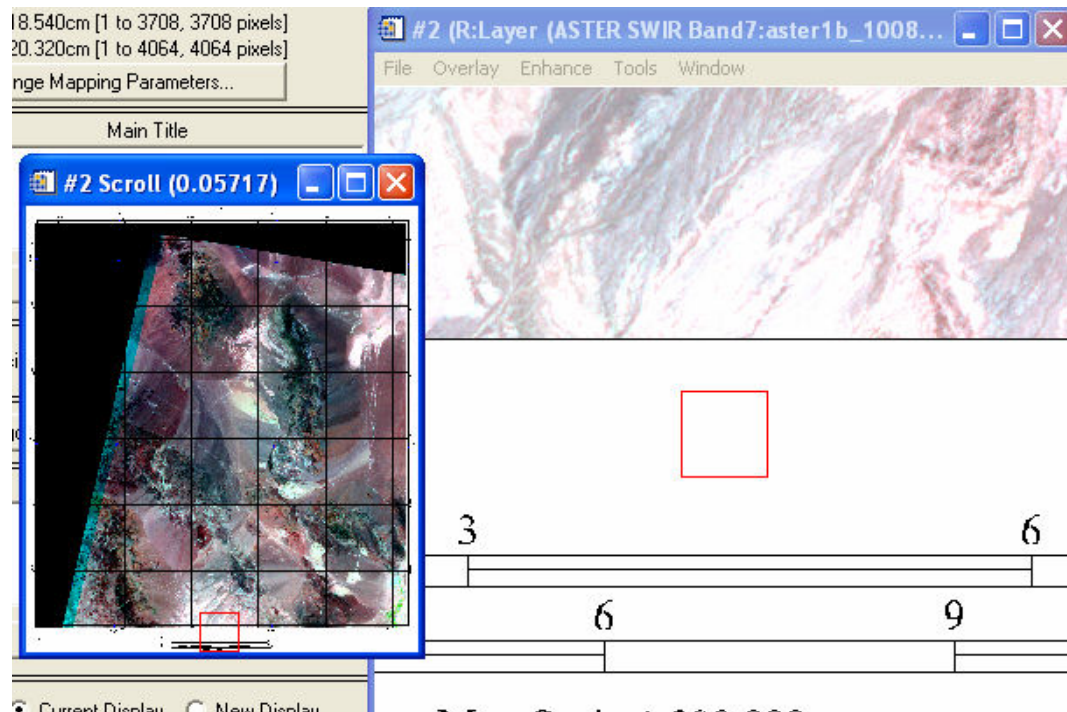 18.540cm [1 to 3708, 3708 pixels]
20.320cm [1 to 4064, 4064 pixels]
nge Mapping Parameters...
Main Title
#2 (R:Layer (ASTER SWIR Band7:aster1b_1008...
File Overlay Enhance Tools Window
#2 Scroll (0.05717)
3 6
6 9
Current Display New Display